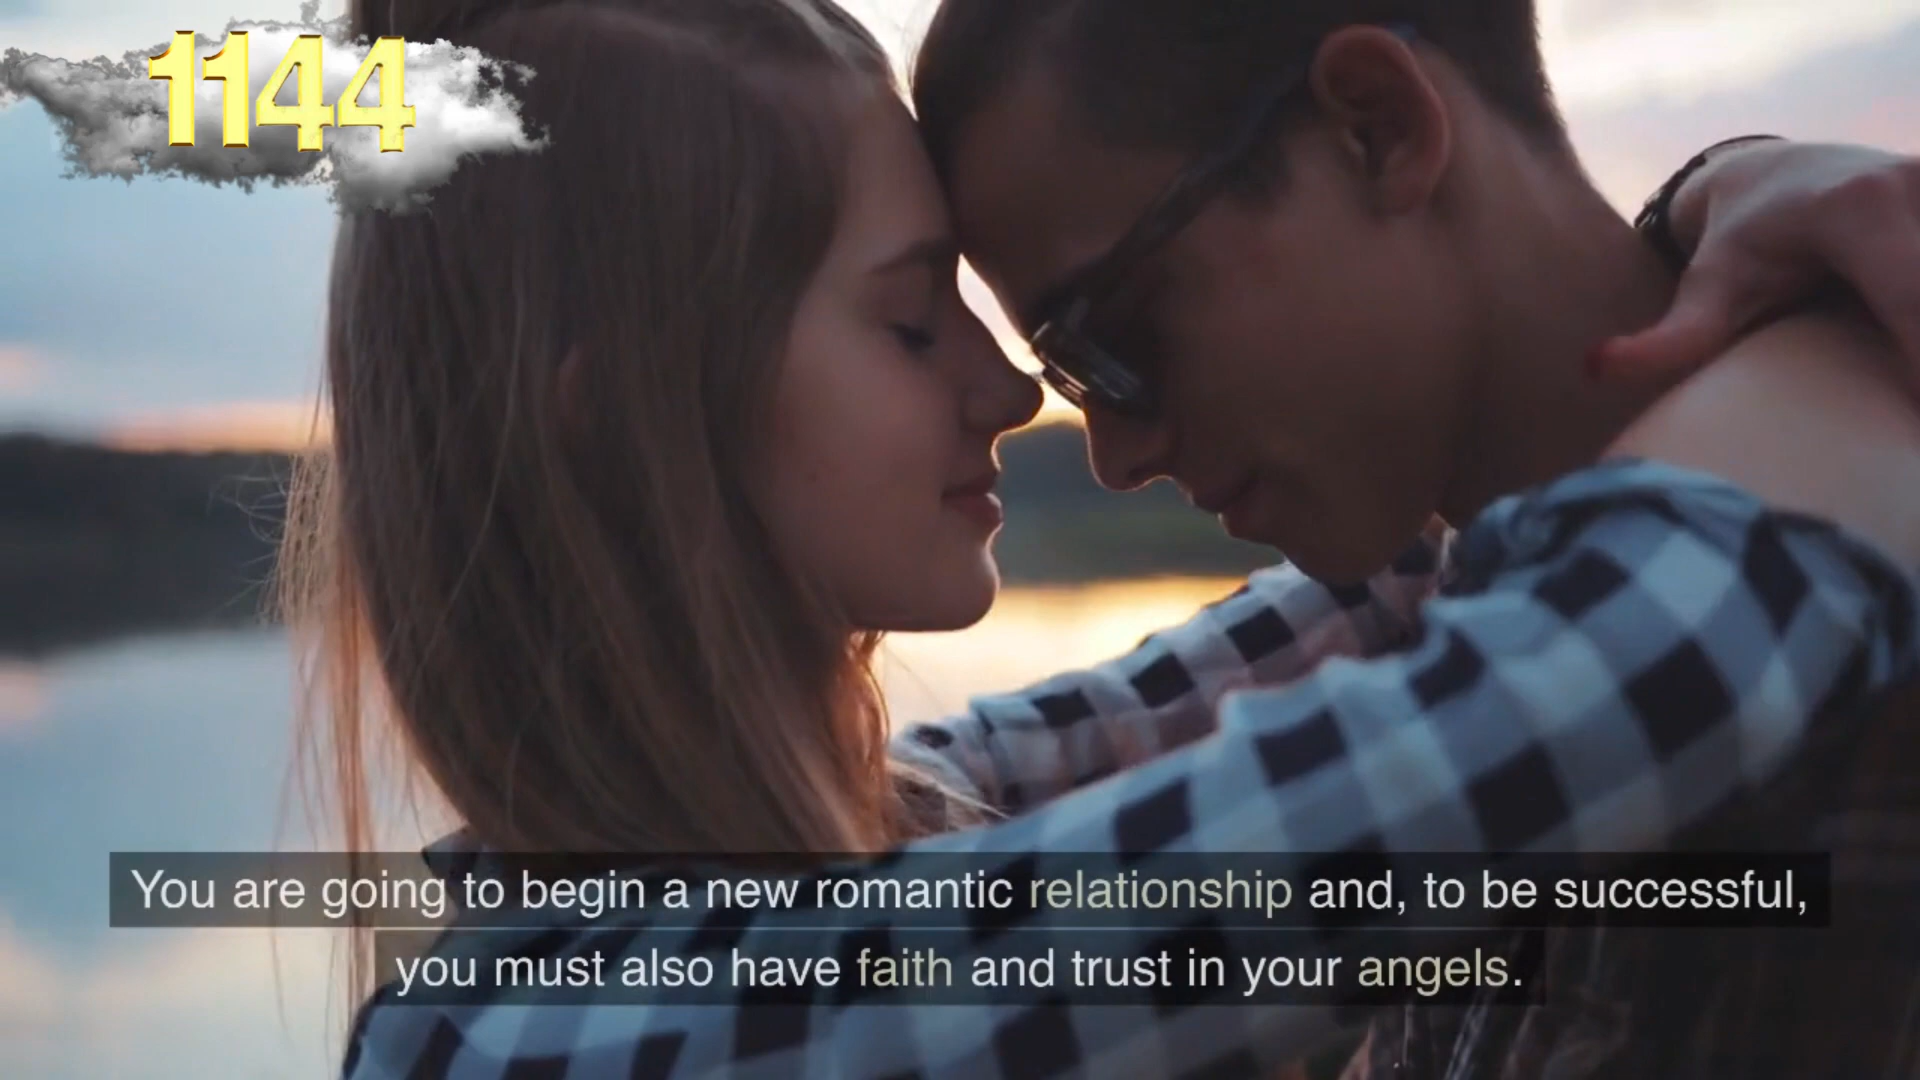 1144
You are going to begin a new romantic relationship and, to be successful,
you must also have faith and trust in your angels.